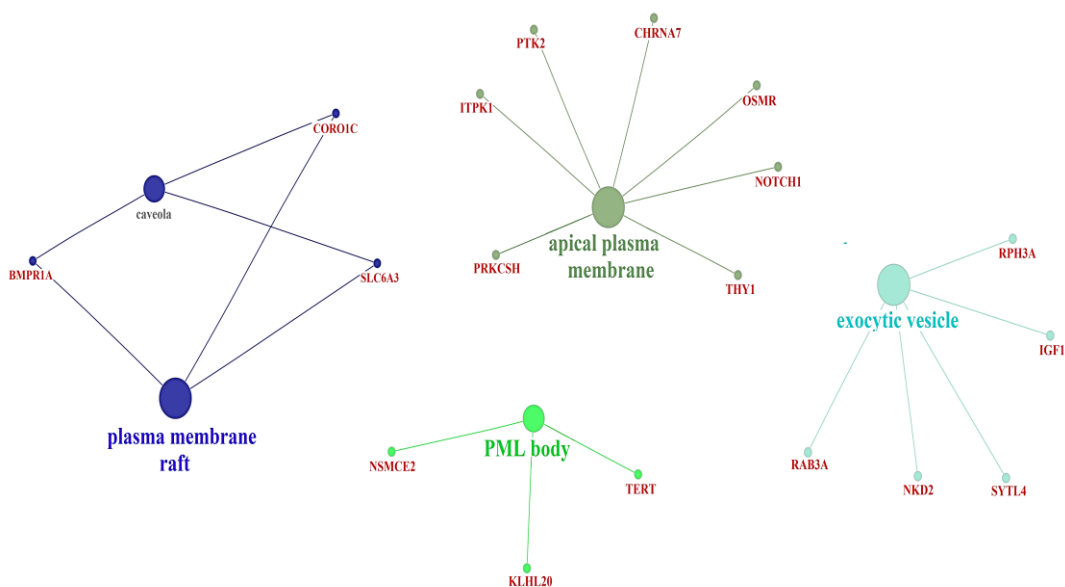 CHRNA7
PTK2
OSMR
ITPK1
CORO1C
NOTCH1
caveola
apical plasma
membrane
RPH3A
BMPR1A
SLC6A3
PRKCSH
THY1
exocytic vesicle
IGF1
plasma membrane
raft
PML body
NSMCE2
TERT
RAB3A
NKD2
SYTL4
KLHL20